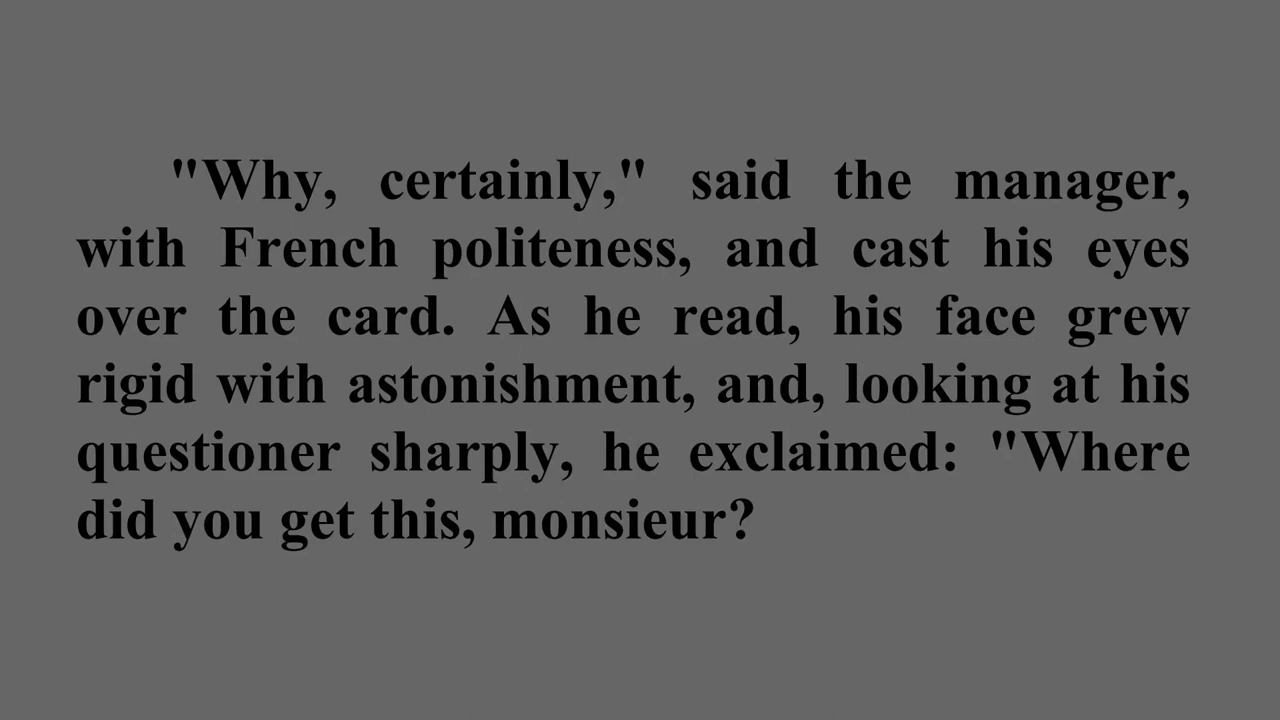 "Why, certainly," said the manager,
with French politeness, and cast his eyes
over the card. As he read, his face grew
rigid with astonishment, and, looking at his
questioner sharply, he exclaimed: "Where
did you get this, monsieur?